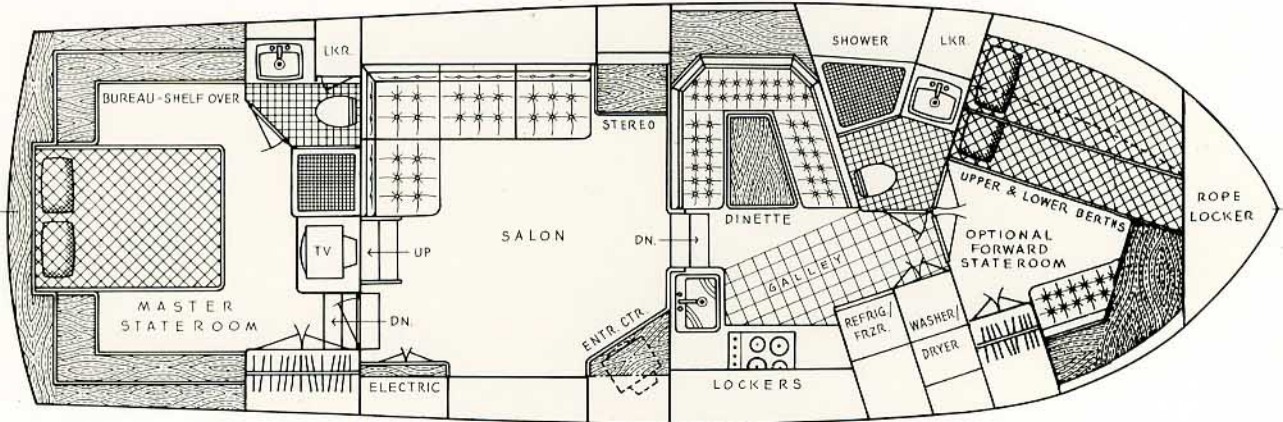 BUREAU-SHELF OVER
LKR.
MASTER
STATEROOM
TV
UP
DN.
ELECTRIC
STEREO
SALON
ENTR. CTR.
DN.
DINETTE
GALLEY
LOCKERS
SHOWER
LKR.
REFRIG/
FRZR.
WASHER/
DRYER
UPPER & LOWER BERTHS
OPTIONAL
FORWARD
STATEROOM
ROPE
LOCKER